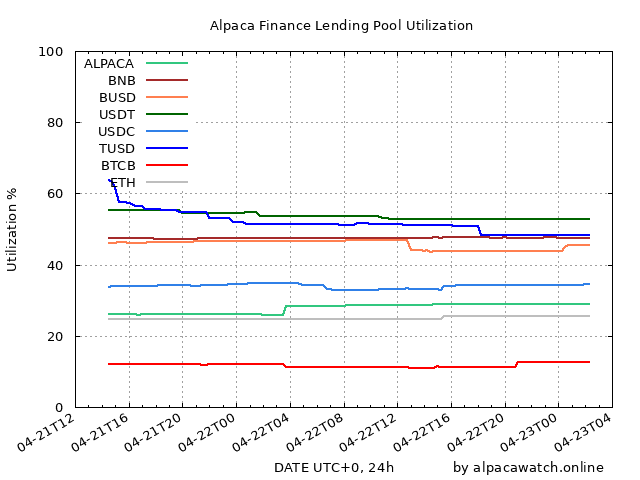 Alpaca Finance Lending Pool Utilization
100
80
60
40
20
0
Utilization %
ALPACA
BNB
BUSD
USDT
USDC
TUSD
BTCB
ETH
04-21T12
04-21T16
04-21T20
04-22T00
04-22T04
04-22T08
04-22T12
04-22T16
04-22T20
04-23T00
04-23T04
DATE UTC+0, 24h
by alpacawatch.online